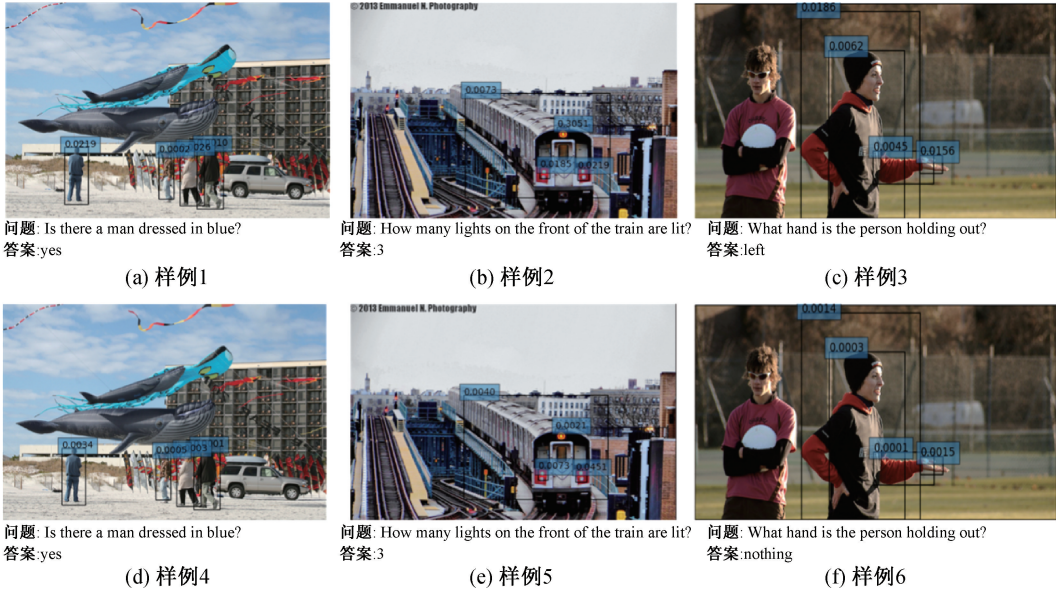 0.0219
0.0002
026
10
问题: Is there a man dressed in blue?
答案:yes
(a) 样例1
© 2013 Emmanuel N. Photography
0.0073
0.3051
0.0185
0.0219
问题: How many lights on the front of the train are lit?
答案:3
(b) 样例2
0.0186
0.0062
0.0045
0.0156
问题: What hand is the person holding out?
答案:left
(c) 样例3
0.0034
0.0005
003
01
问题: Is there a man dressed in blue?
答案:yes
(d) 样例4
© 2013 Emmanuel N. Photography
0.0040
0.0021
0.0073
0.0451
问题: How many lights on the front of the train are lit?
答案:3
(e) 样例5
0.0014
0.0003
0.0001
0.0015
问题: What hand is the person holding out?
答案:nothing
(f) 样例6